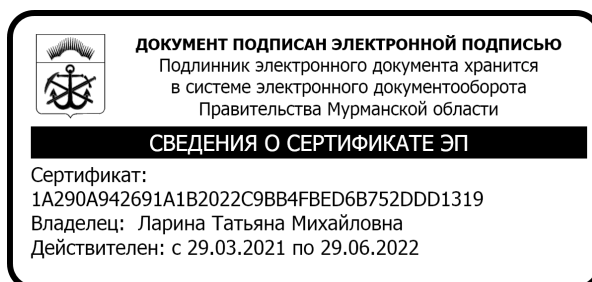 ДОКУМЕНТ ПОДПИСАН ЭЛЕКТРОННОЙ ПОДПИСЬЮ
Подлинник электронного документа хранится
в системе электронного документооборота
Правительства Мурманской области
СВЕДЕНИЯ О СЕРТИФИКАТЕ ЭП
Сертификат:
1A290A942691A1B2022C9BB4FBED6B752DDD1319
Владелец: Ларина Татьяна Михайловна
Действителен: с 29.03.2021 по 29.06.2022